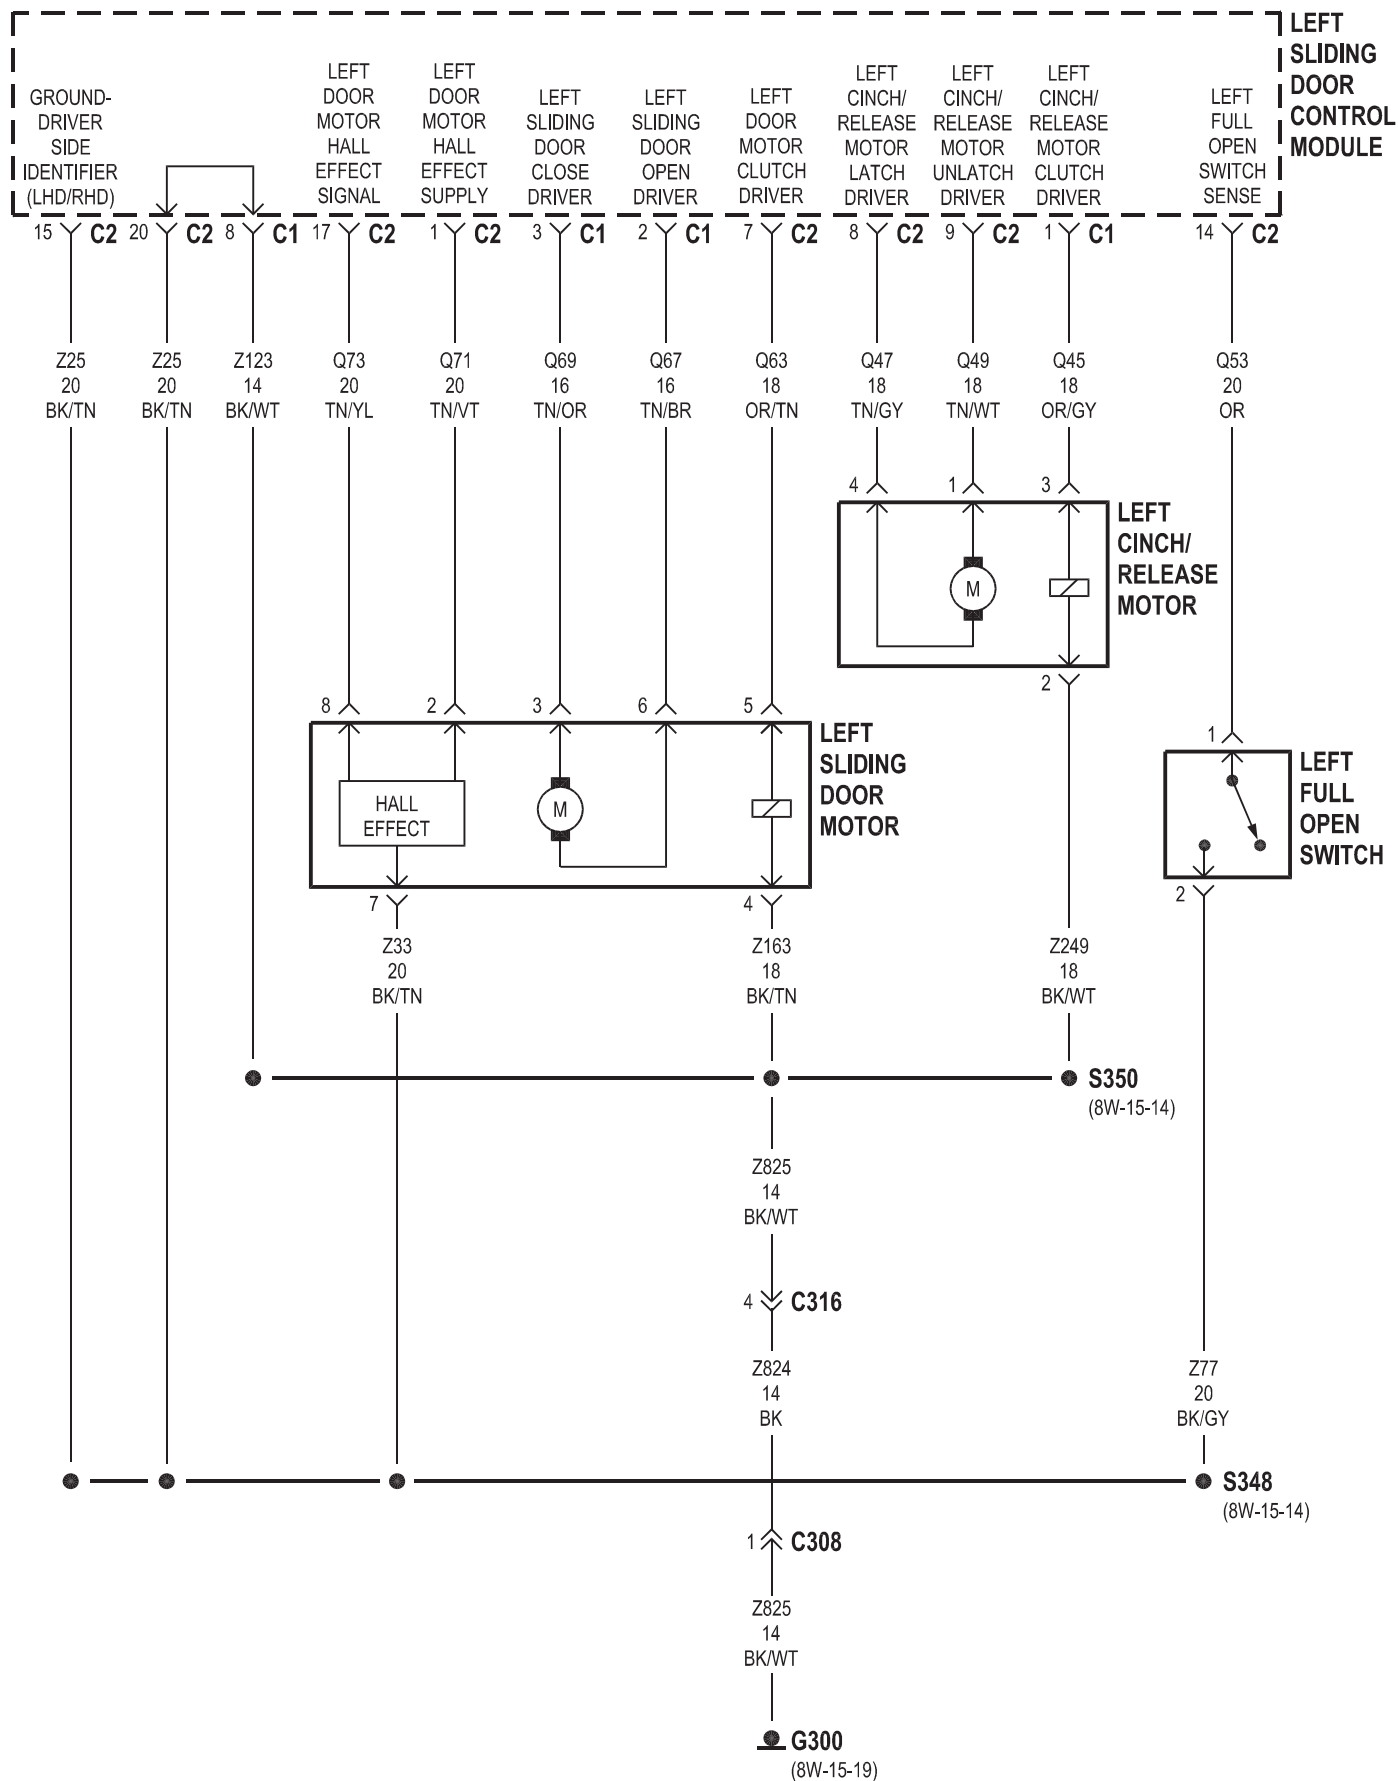 LEFT
SLIDING
DOOR
CONTROL
MODULE
GROUND-
DRIVER
SIDE
IDENTIFIER
(LHD/RHD)
LEFT
DOOR
MOTOR
HALL
EFFECT
SIGNAL
LEFT
DOOR
MOTOR
HALL
EFFECT
SUPPLY
LEFT
SLIDING
DOOR
CLOSE
DRIVER
LEFT
SLIDING
DOOR
OPEN
DRIVER
LEFT
DOOR
MOTOR
CLUTCH
DRIVER
LEFT
CINCH/
RELEASE
MOTOR
LATCH
DRIVER
LEFT
CINCH/
RELEASE
MOTOR
UNLATCH
DRIVER
LEFT
CINCH/
RELEASE
MOTOR
CLUTCH
DRIVER
LEFT
FULL
OPEN
SWITCH
SENSE
15 C2 20 C2 8 C1 17 C2 1 C2 3 C1 2 C1 7 C2 8 C2 9 C2 1 C1 14 C2
Z25 Z25 Z123 Q73 Q71 Q69 Q67 Q63 Q47 Q49 Q45 Q53
20 20 14 20 20 16 16 18 18 18 18 20
BK/TN BK/TN BK/WT TN/YL TN/VT TN/OR TN/BR OR/TN TN/GY TN/WT OR/GY OR
4 1 3
LEFT
CINCH/
RELEASE
MOTOR
M
2
8 2 3 6 5
LEFT
SLIDING
DOOR
MOTOR
HALL
EFFECT
M
7 4
1
LEFT
FULL
OPEN
SWITCH
2
Z33 Z163 Z249
20 18 18
BK/TN BK/TN BK/WT
S350
(8W-15-14)
Z825
14
BK/WT
4 C316
Z824 Z77
14 20
BK BK/GY
S348
(8W-15-14)
1 C308
Z825
14
BK/WT
G300
(8W-15-19)